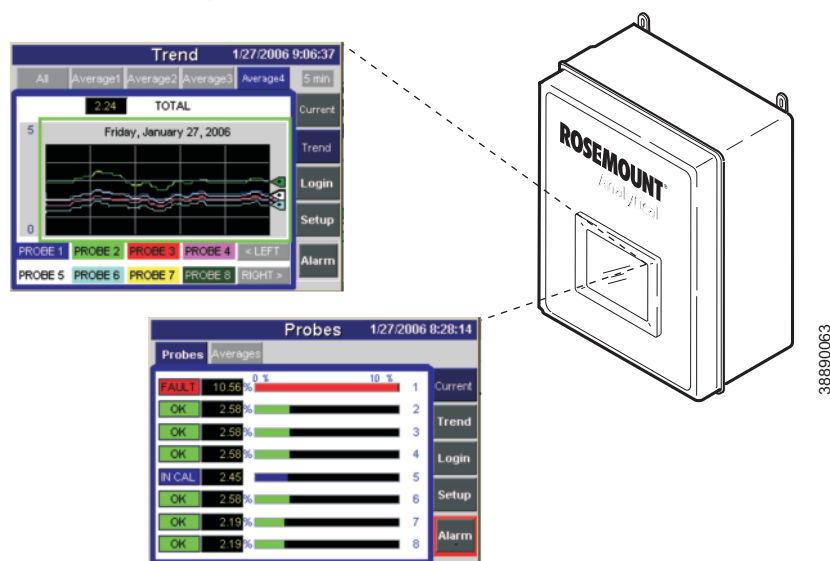 Trend 1/27/2006 9:06:37
All Average1 Average2 Average3 Average4 5 min
2.24 TOTAL
Current
5 Friday, January 27, 2006
Trend
Login
Setup
0
PROBE 1 PROBE 2 PROBE 3 PROBE 4 < LEFT
Alarm
PROBE 5 PROBE 6 PROBE 7 PROBE 8 RIGHT >
ROSEMOUNT®
Analytical
Probes 1/27/2006 8:28:14
Probes Averages
0 % 10 %
FAULT 10.56 % 1 Current
OK 2.58 % 2
Trend
OK 2.58 % 3
OK 2.58 % 4
Login
IN CAL 2.45 5
Setup
OK 2.58 % 6
OK 2.19 % 7
Alarm
OK 2.19 % 8
38890063